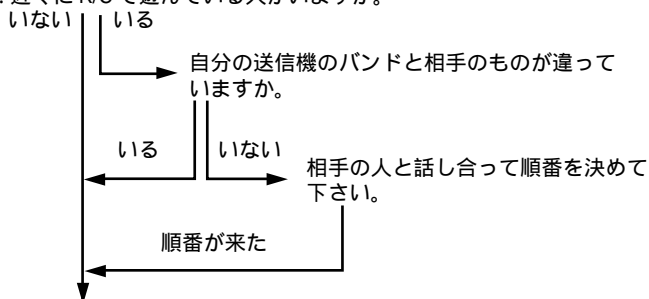 近くに R/C で遊んでいる人がいますか。
いない
いる
自分の送信機のバンドと相手のものが違って
いますか。
いる
いない
相手の人と話し合って順番を決めて
下さい。
順番が来た